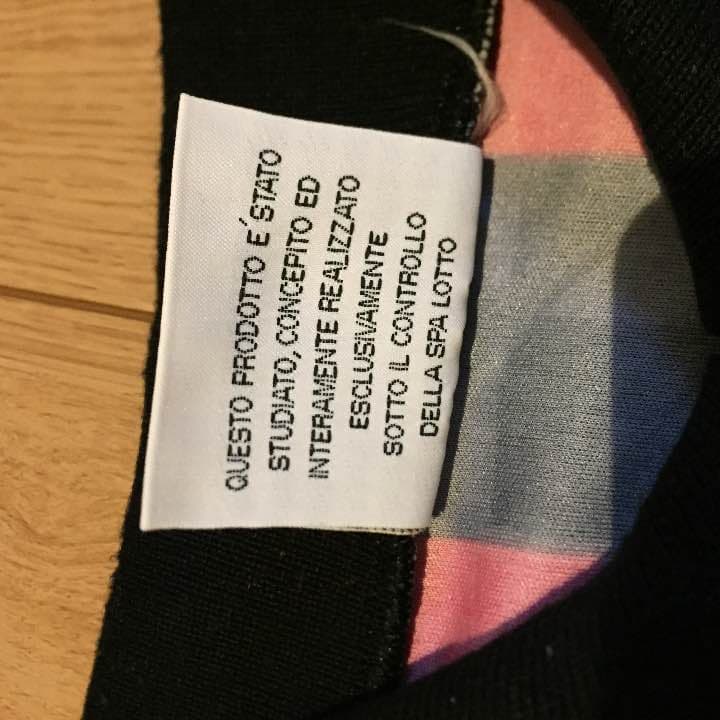 QUESTO PRODOTTO E' STATO
STUDIATO, CONCEPITO ED
INTERAMENTE REALIZZATO
ESCLUSIVAMENTE
SOTTO IL CONTROLLO
DELLA SPA LOTTO